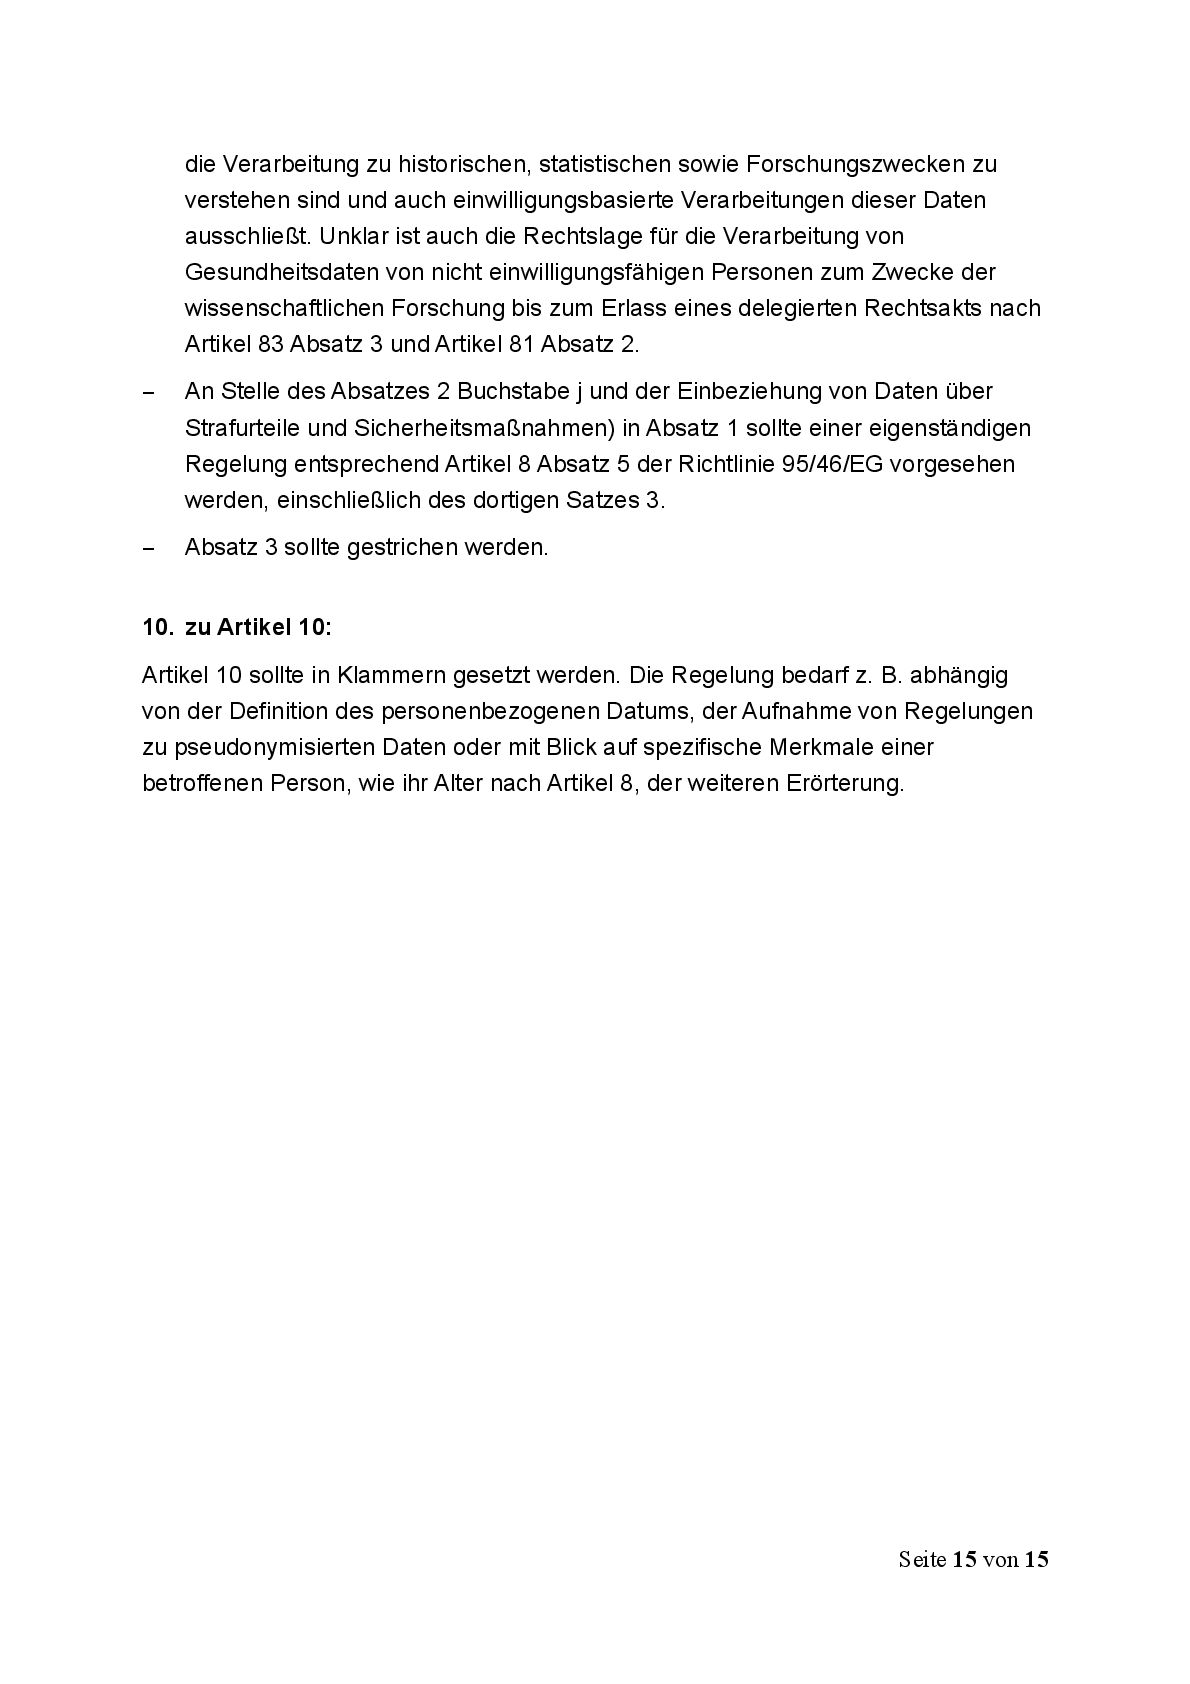 die Verarbeitung zu historischen, statistischen sowie Forschungszwecken zu
verstehen sind und auch einwilligungsbasierte Verarbeitungen dieser Daten
ausschließt. Unklar ist auch die Rechtslage für die Verarbeitung von
Gesundheitsdaten von nicht einwilligungsfähigen Personen zum Zwecke der
wissenschaftlichen Forschung bis zum Erlass eines delegierten Rechtsakts nach
Artikel 83 Absatz 3 und Artikel 81 Absatz 2.
– An Stelle des Absatzes 2 Buchstabe j und der Einbeziehung von Daten über
Strafurteile und Sicherheitsmaßnahmen) in Absatz 1 sollte einer eigenständigen
Regelung entsprechend Artikel 8 Absatz 5 der Richtlinie 95/46/EG vorgesehen
werden, einschließlich des dortigen Satzes 3.
– Absatz 3 sollte gestrichen werden.
10. zu Artikel 10:
Artikel 10 sollte in Klammern gesetzt werden. Die Regelung bedarf z. B. abhängig
von der Definition des personenbezogenen Datums, der Aufnahme von Regelungen
zu pseudonymisierten Daten oder mit Blick auf spezifische Merkmale einer
betroffenen Person, wie ihr Alter nach Artikel 8, der weiteren Erörterung.
Seite 15 von 15